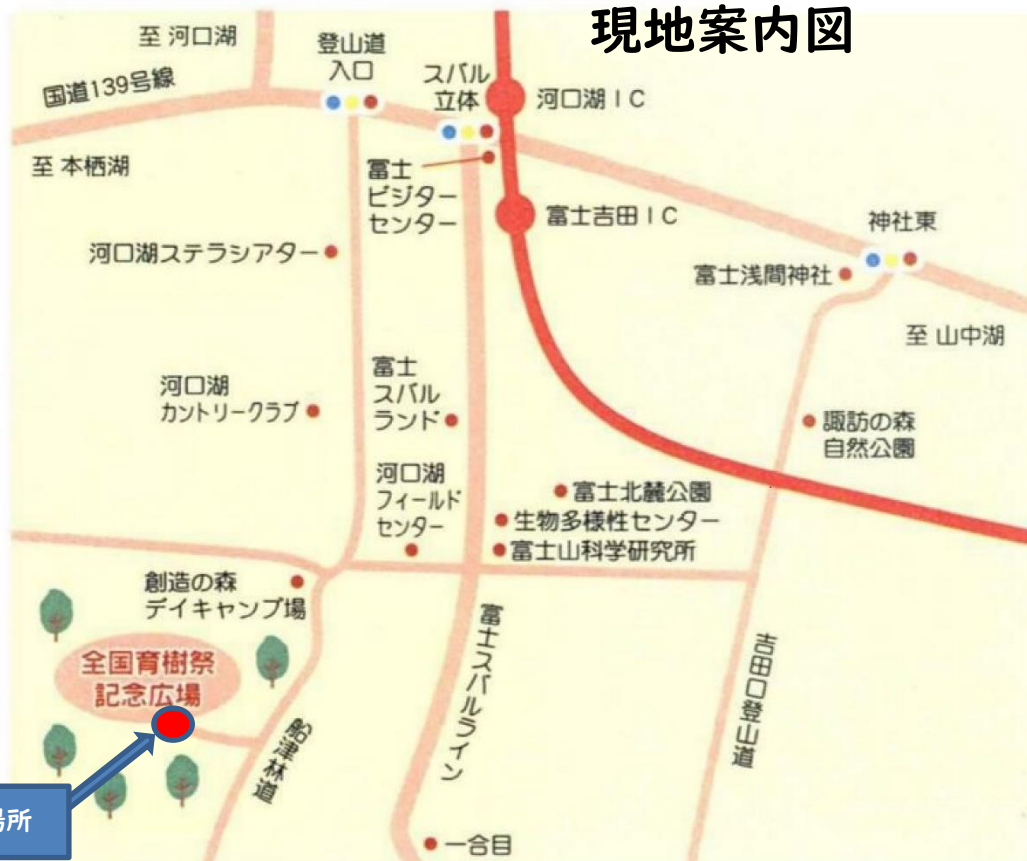 現地案内図
至 河口湖
登山道
入口
スバル
立体
河口湖IC
国道139号線
至 本栖湖
富士
ビジター
センター
富士吉田IC
神社東
河口湖ステラシアター
富士浅間神社
至 山中湖
富士
スバル
ランド
河口湖
カントリークラブ
諏訪の森
自然公園
河口湖
フィールド
センター
富士北麓公園
生物多様性センター
富士山科学研究所
創造の森
デイキャンプ場
全国育樹祭
記念広場
船津林道
富士スバルライン
吉田口登山道
場所
一合目